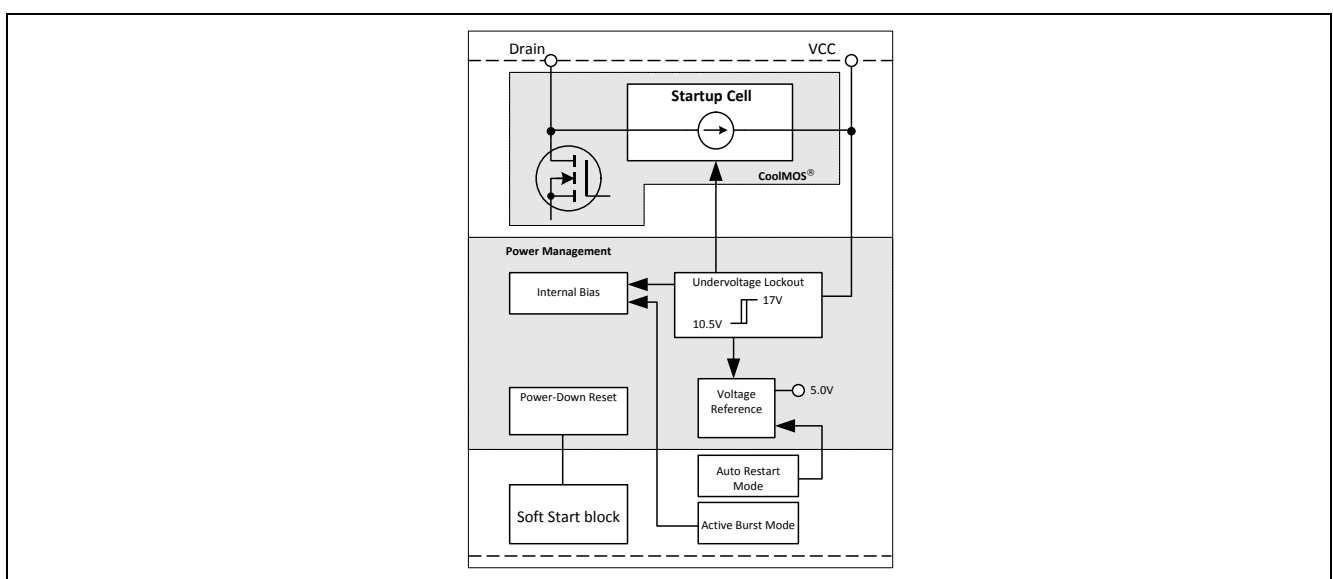 Drain
VCC
Startup Cell
CoolMOS®
Power Management
Internal Bias
Undervoltage Lockout
17V
10.5V
Power-Down Reset
Voltage
Reference
5.0V
Auto Restart
Mode
Soft Start block
Active Burst Mode